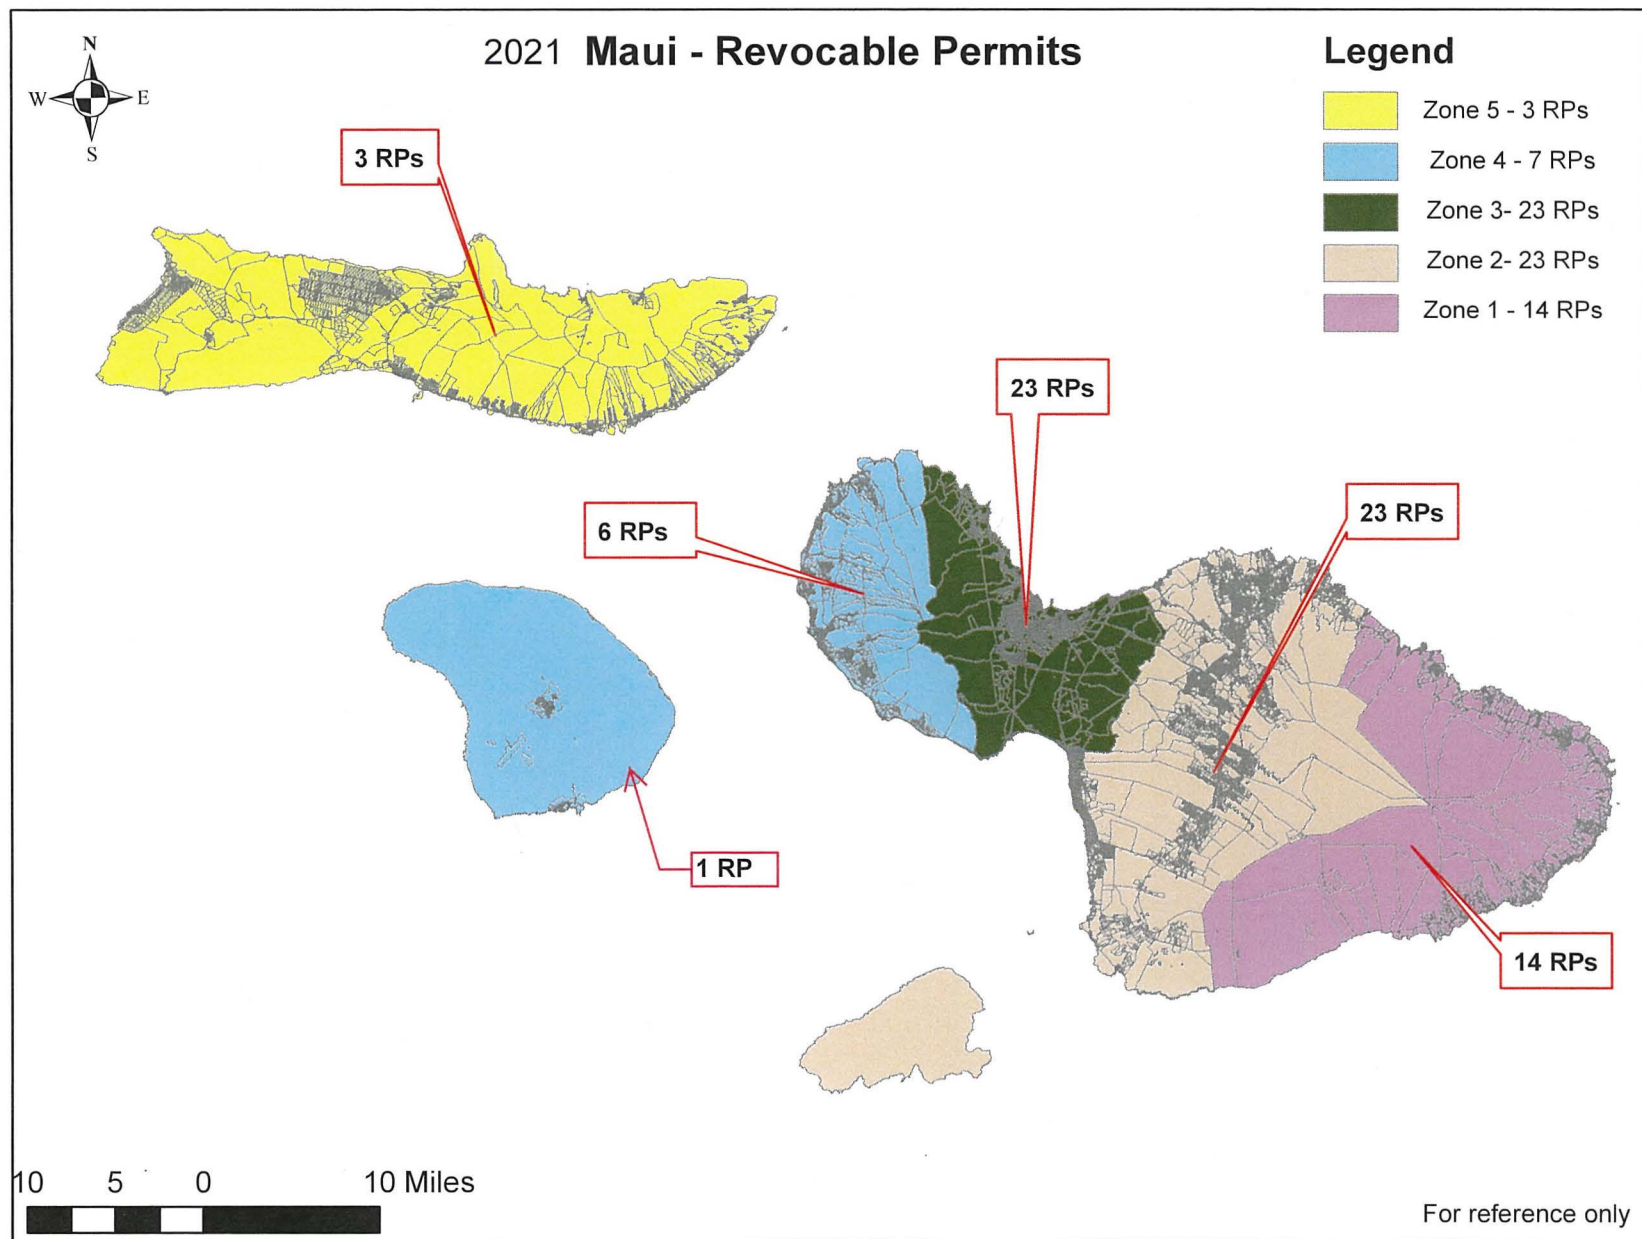 2021 Maui - Revocable Permits
N
W E
S
Legend
Zone 5 - 3 RPs
Zone 4 - 7 RPs
Zone 3- 23 RPs
Zone 2- 23 RPs
Zone 1 - 14 RPs
3 RPs
23 RPs
6 RPs
23 RPs
1 RP
14 RPs
10 5 0 10 Miles
For reference only